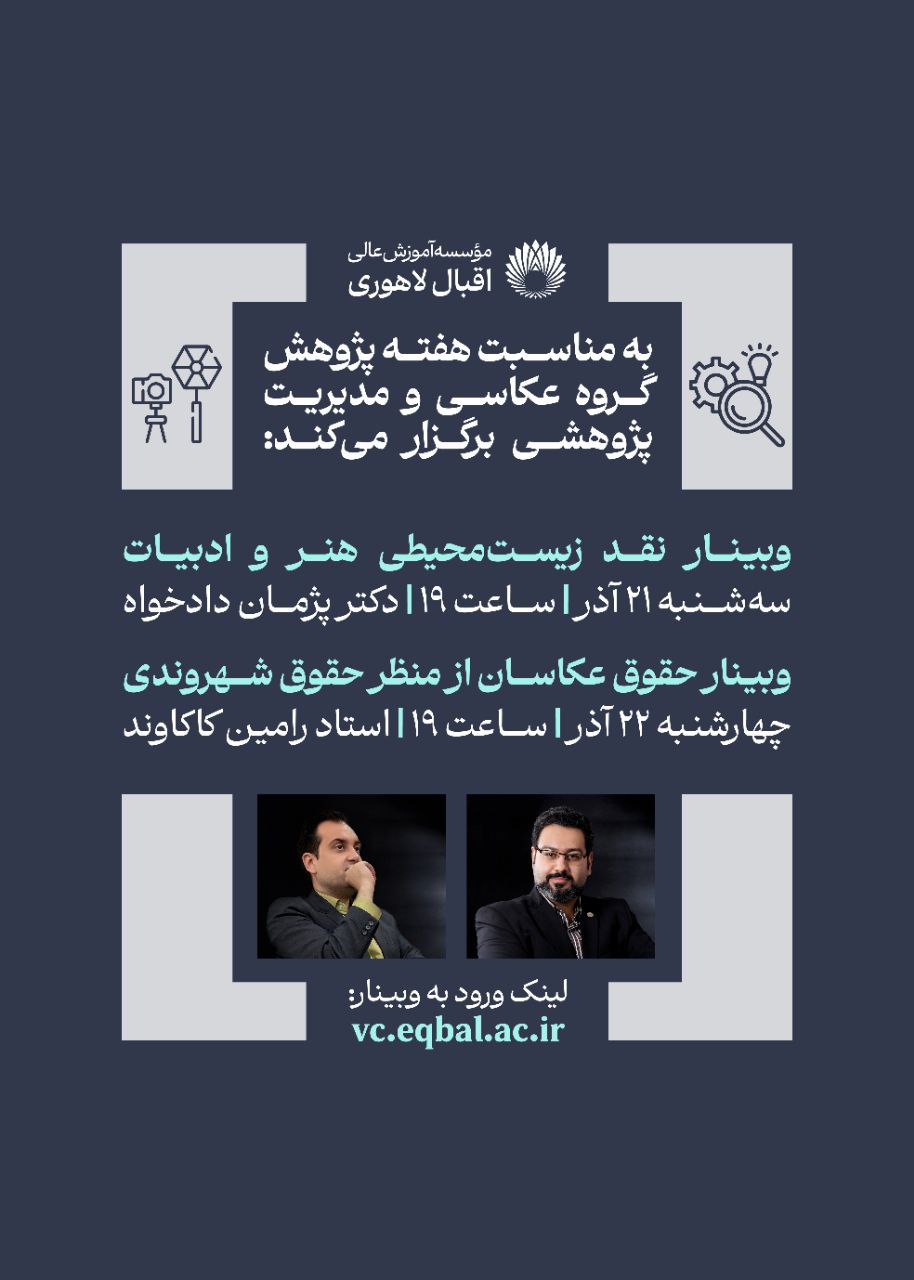 مؤسسه‌آموزش‌عالی
اقبال لاهوری
به مناسبت هفته پژوهش
گروه عکاسی و مدیریت
پژوهشی برگزار می‌کند:
وبینار نقد زیست‌محیطی هنر و ادبیات
سه‌شنبه ۲۱ آذر | ساعت ۱۹ | دکتر پژمان دادخواه
وبینار حقوق عکاسان از منظر حقوق شهروندی
چهارشنبه ۲۲ آذر | ساعت ۱۹ | استاد رامین کاکاوند
لینک ورود به وبینار:
vc.eqbal.ac.ir